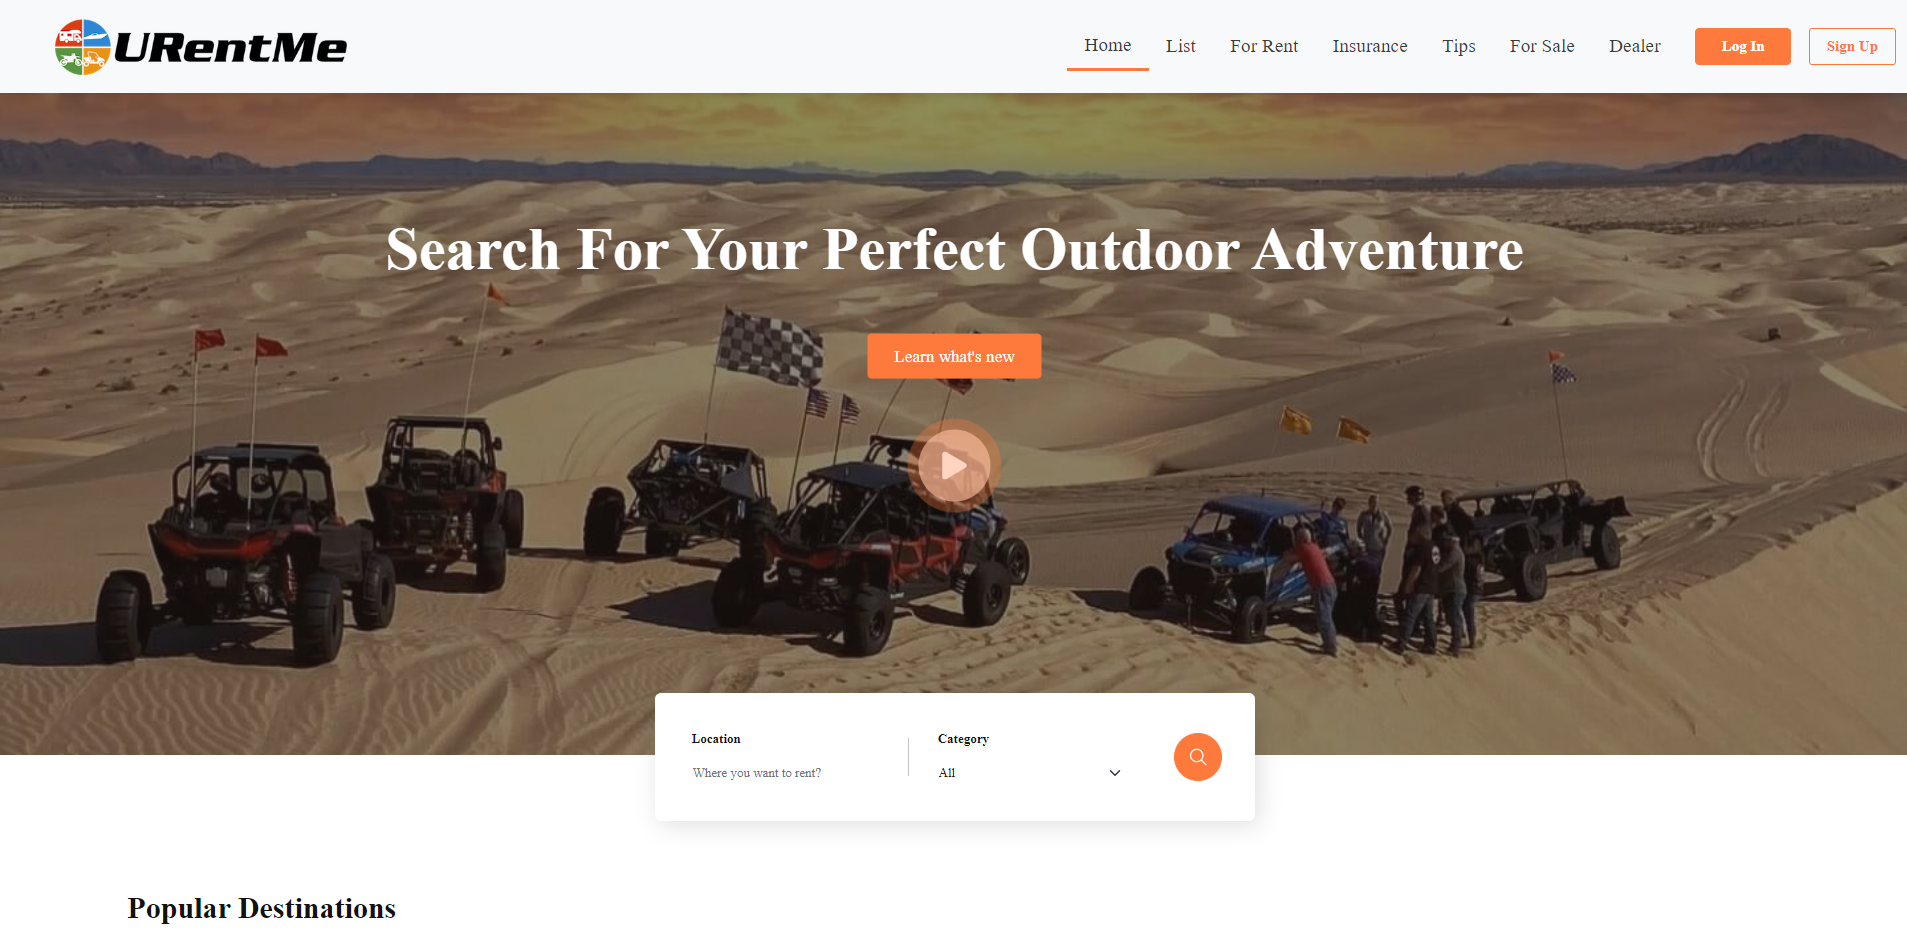 URentMe
Home List For Rent Insurance Tips For Sale Dealer Log In Sign Up
Search For Your Perfect Outdoor Adventure
Learn what's new
Location Category
Where you want to rent? All
Popular Destinations